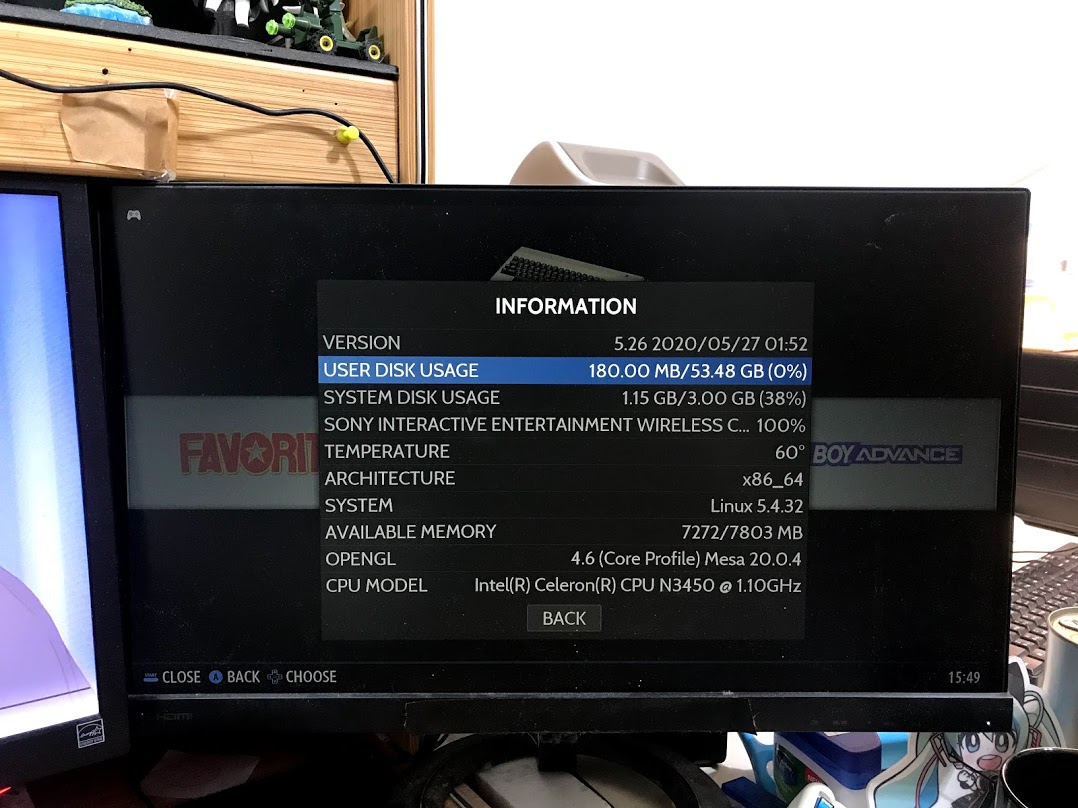 INFORMATION
VERSION 5.26 2020/05/27 01:52
USER DISK USAGE 180.00 MB/53.48 GB (0%)
SYSTEM DISK USAGE 1.15 GB/3.00 GB (38%)
SONY INTERACTIVE ENTERTAINMENT WIRELESS C... 100%
TEMPERATURE 60°
ARCHITECTURE x86_64
SYSTEM Linux 5.4.32
AVAILABLE MEMORY 7272/7803 MB
OPENGL 4.6 (Core Profile) Mesa 20.0.4
CPU MODEL Intel(R) Celeron(R) CPU N3450 @ 1.10GHz
BACK
FAVORIT
BOY ADVANCE
START CLOSE A BACK CHOOSE
15:49
HDMI